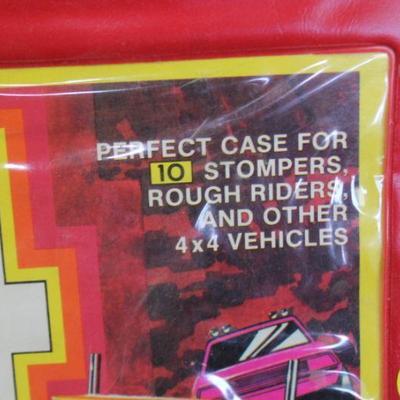 PERFECT CASE FOR
10 STOMPERS,
ROUGH RIDERS,
AND OTHER
4x4 VEHICLES